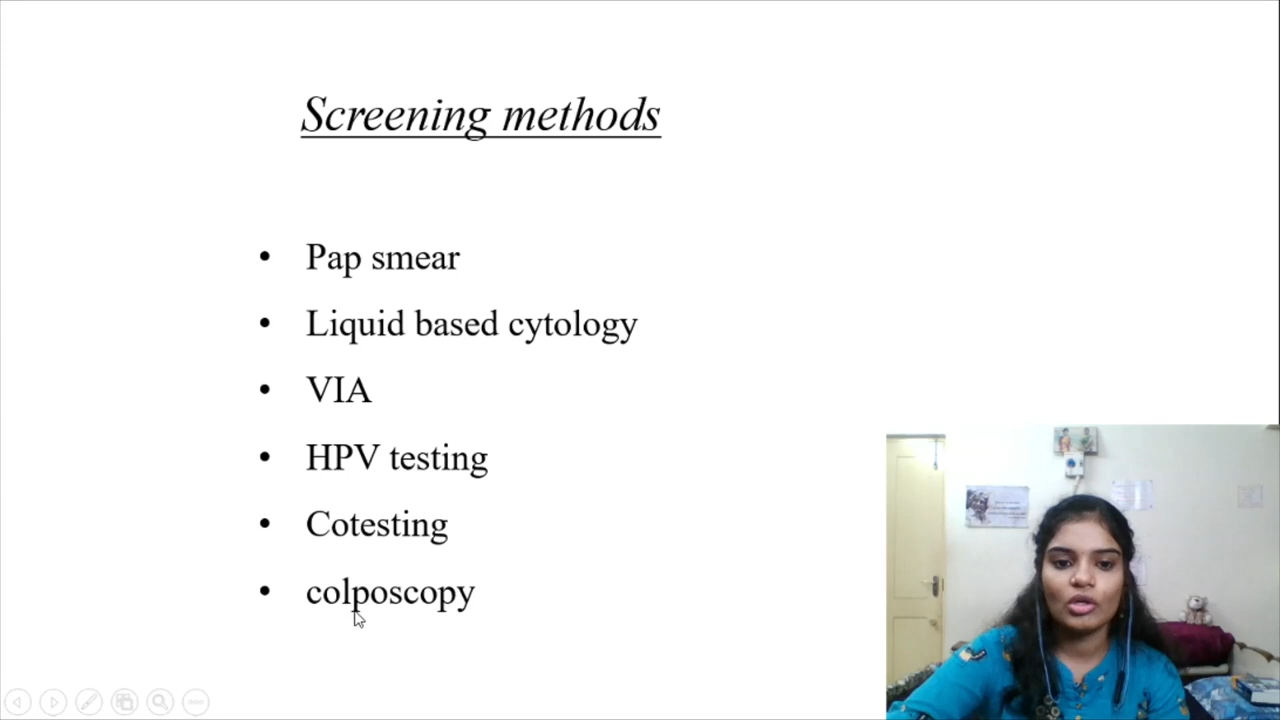 Screening methods
• Pap smear
• Liquid based cytology
• VIA
• HPV testing
• Cotesting
• colposcopy